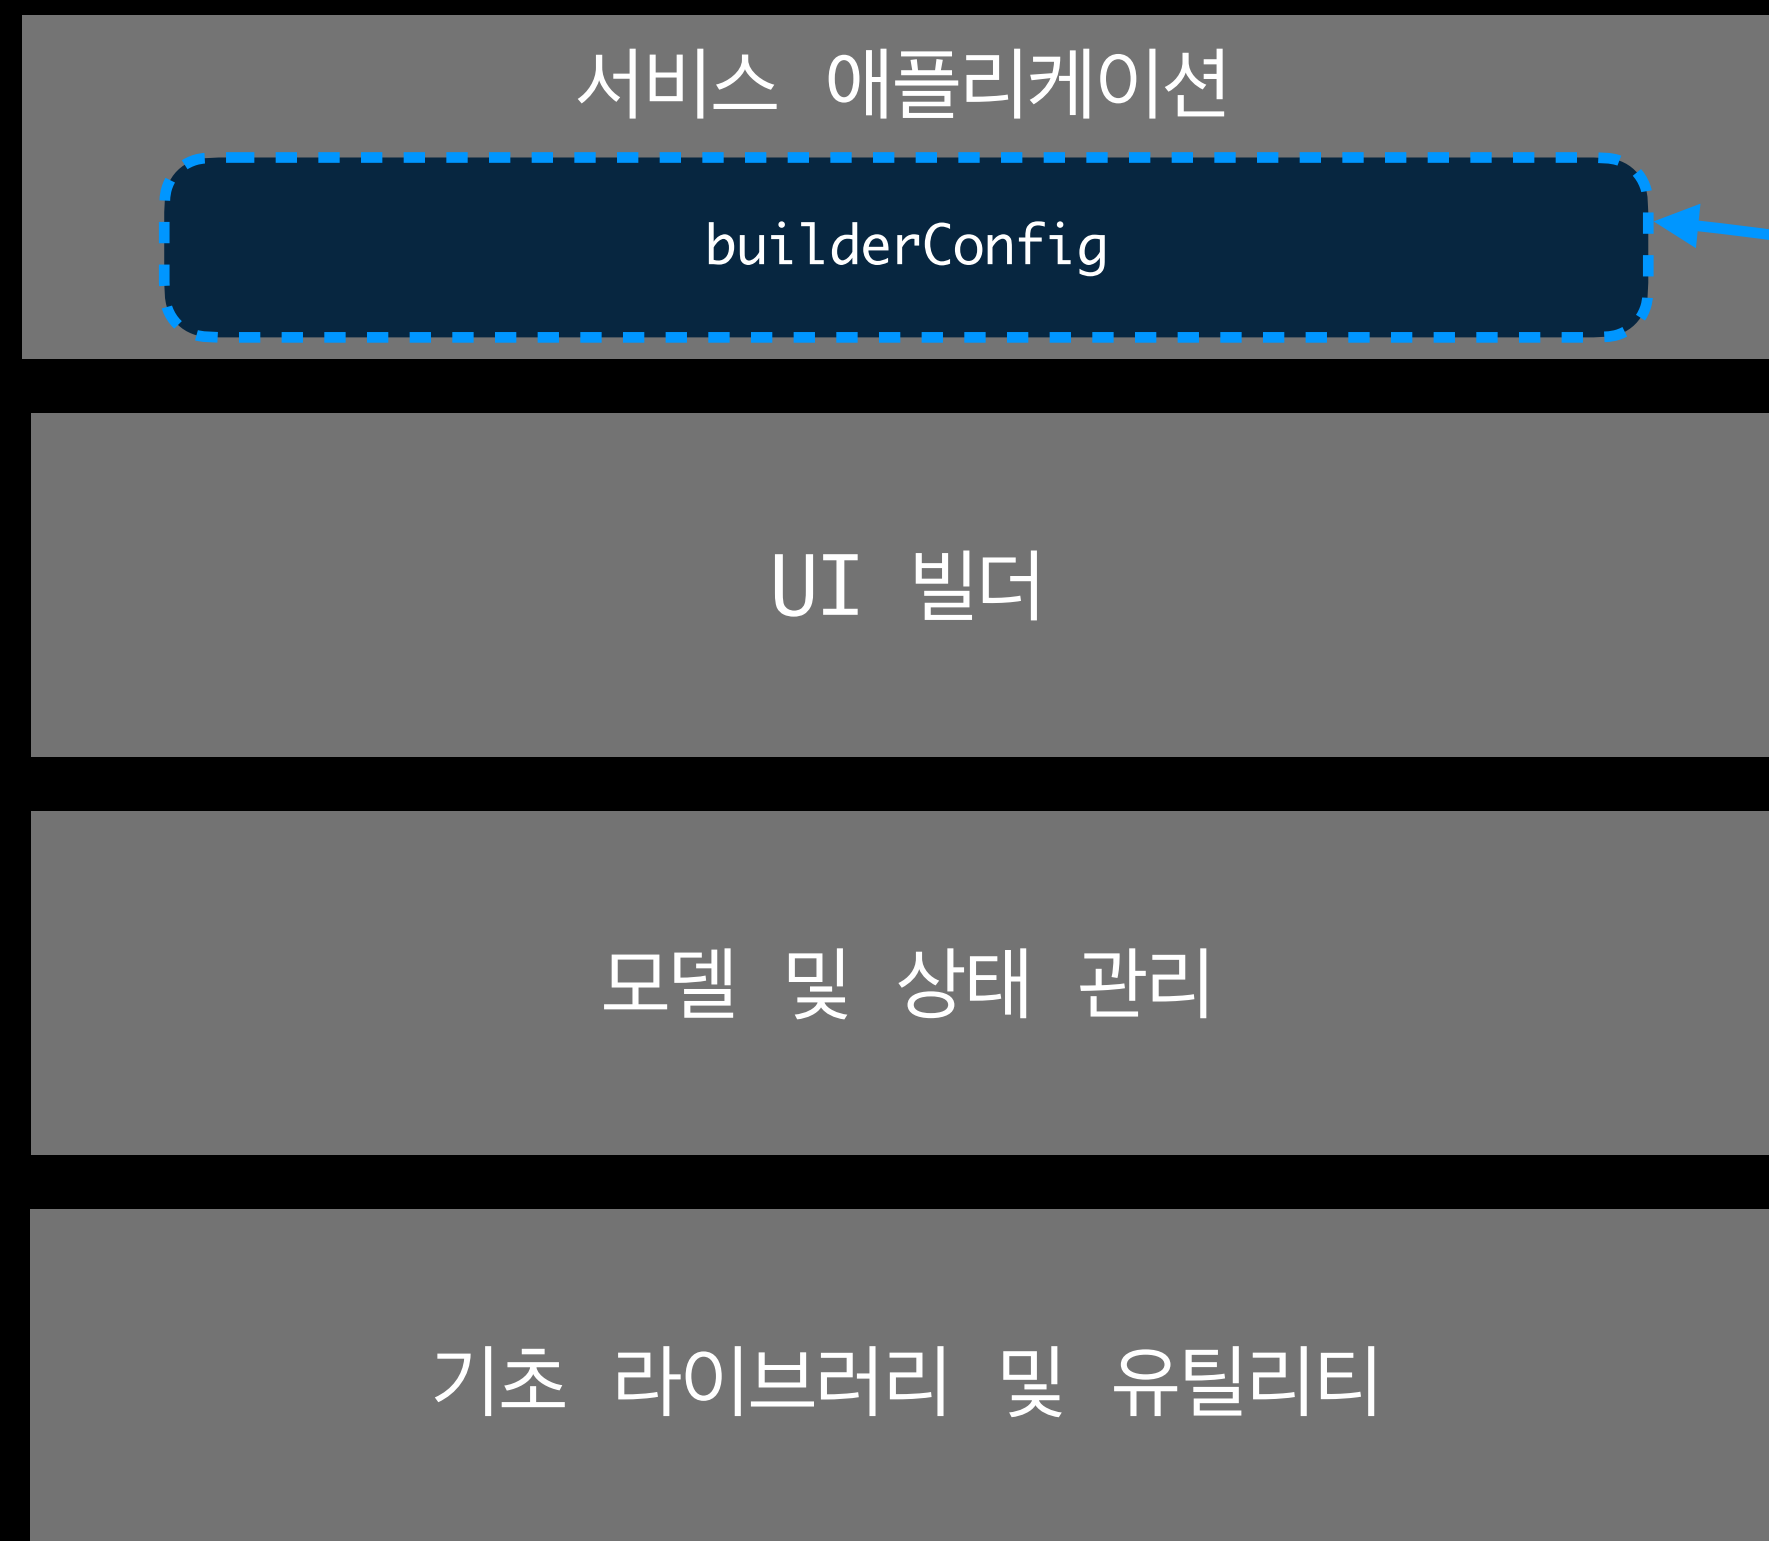 서비스 애플리케이션
builderConfig
UI 빌더
모델 및 상태 관리
기초 라이브러리 및 유틸리티